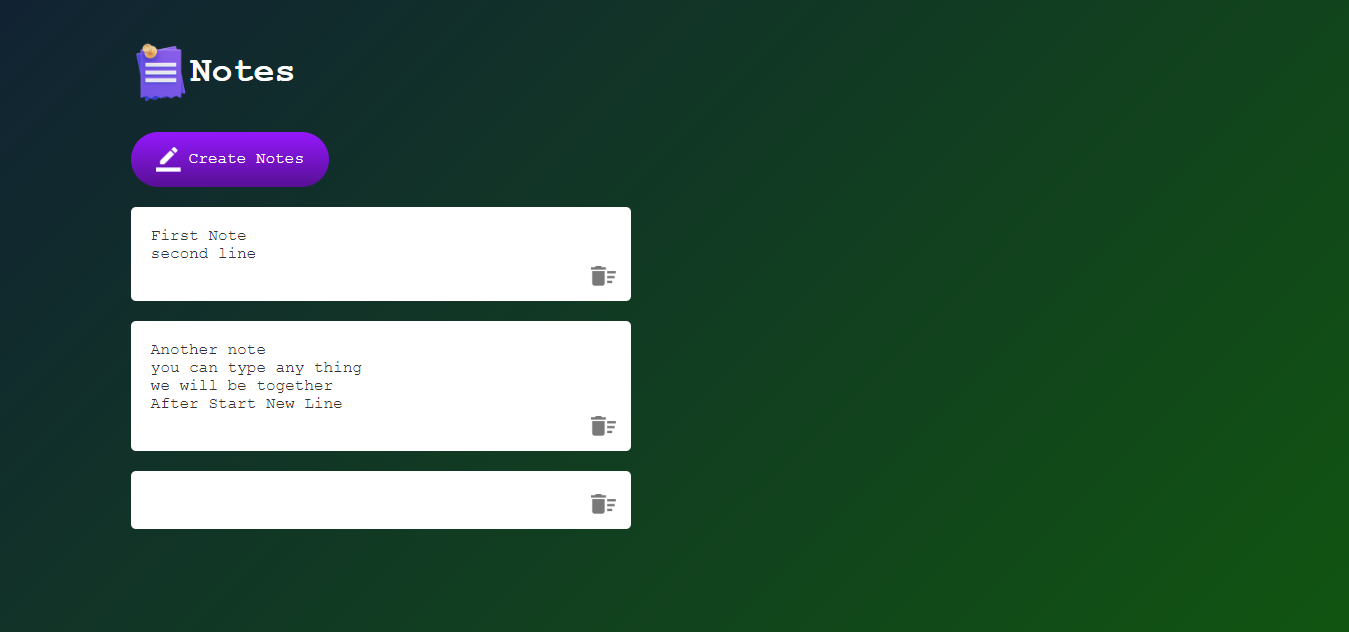 Notes
Create Notes
First Note
second line
Another note
you can type any thing
we will be together
After Start New Line